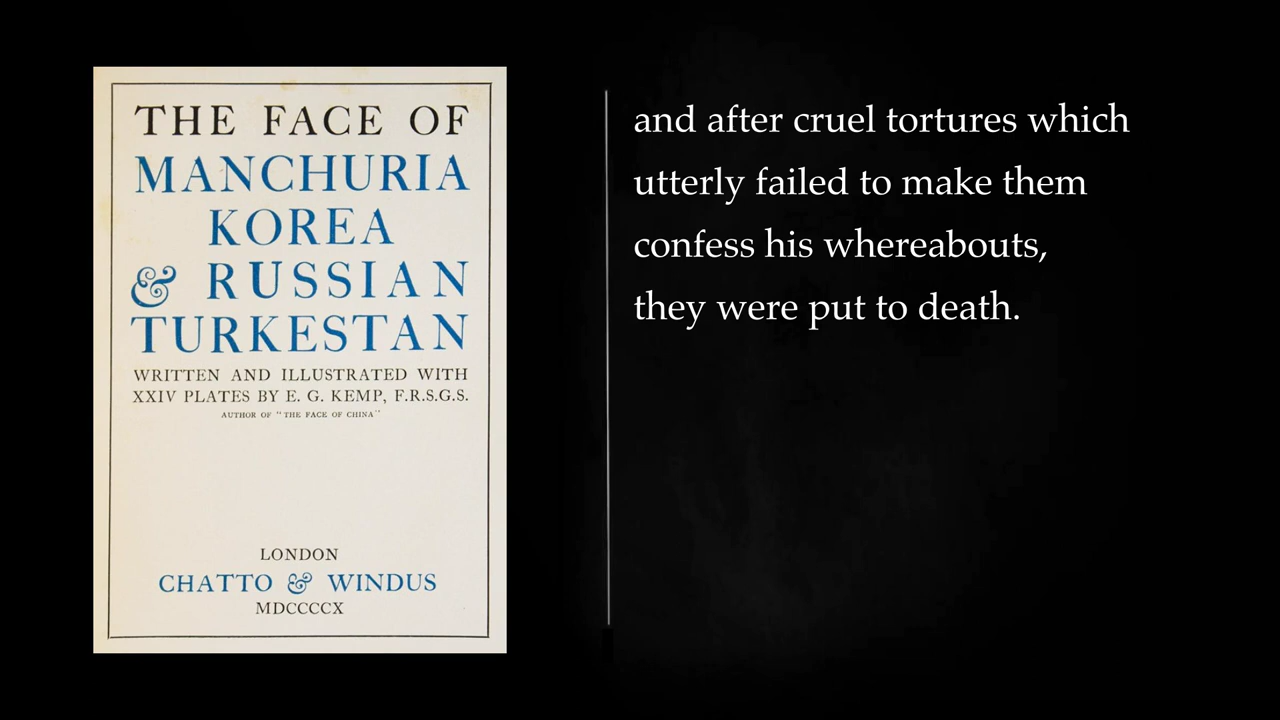 THE FACE OF
MANCHURIA
KOREA
& RUSSIAN
TURKESTAN
WRITTEN AND ILLUSTRATED WITH
XXIV PLATES BY E. G. KEMP, F.R.S.G.S.
AUTHOR OF "THE FACE OF CHINA"
LONDON
CHATTO & WINDUS
MDCCCCX
and after cruel tortures which
utterly failed to make them
confess his whereabouts,
they were put to death.